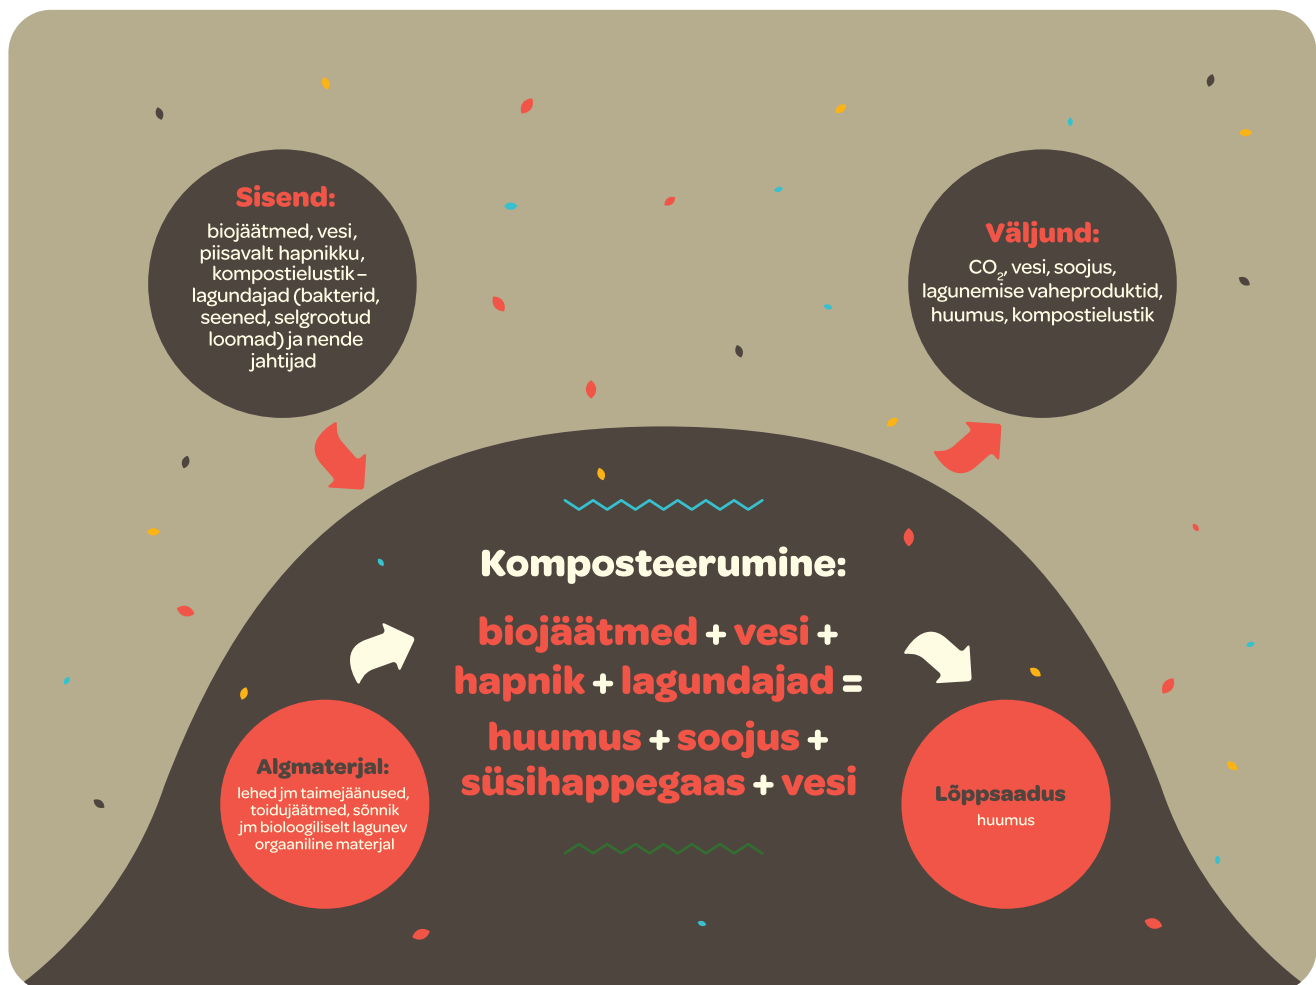 Sisend:
biojäätmed, vesi,
piisavalt hapnikku,
kompostielustik –
lagundajad (bakterid,
seened, selgrootud
loomad) ja nende
jahtijad
Väljund:
CO₂, vesi, soojus,
lagunemise vaheproduktid,
huumus, kompostielustik
Komposteerumine:
biojäätmed + vesi +
hapnik + lagundajad =
huumus + soojus +
süsihappegaas + vesi
Algmaterjal:
lehed jm taimejäänused,
toidujäätmed, sõnnik
jm bioloogiliselt lagunev
orgaaniline materjal
Lõppsaadus
huumus